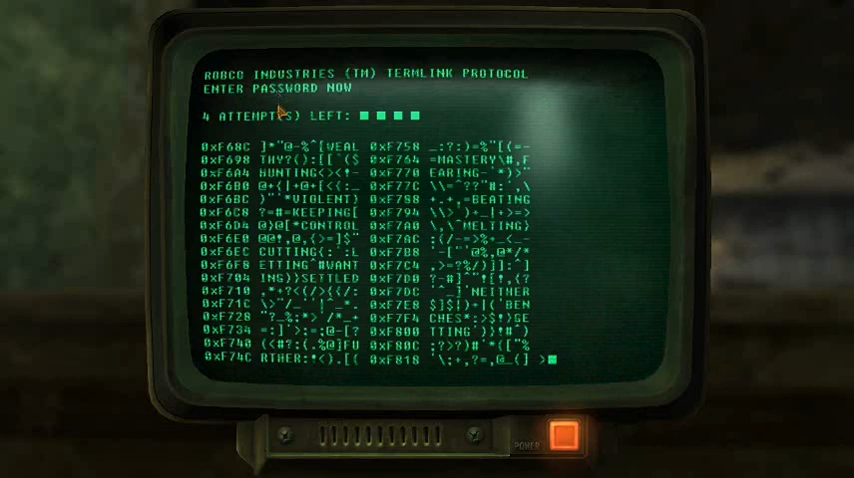 ROBCO INDUSTRIES (TM) TERMLINK PROTOCOL
ENTER PASSWORD NOW
4 ATTEMPT(S) LEFT: ■ ■ ■ ■
0xF68C ]*"@-%^[WEAL
0xF698 THY?():[[`($
0xF6A4 HUNTING<><!-
0xF6B0 @+{|+@+[<{:_
0xF6BC )"`*VIOLENT}
0xF6C8 ?=#=KEEPING[
0xF6D4 @}@[*CONTROL
0xF6E0 @@!,@,{>=]$"
0xF6EC CUTTING(:`:L
0xF6F8 ETTING^#WANT
0xF704 ING}}SETTLED
0xF710 ,*+?<(/>{</:
0xF71C \>"/_``|^_*.
0xF728 "?_%;*>`/*_+
0xF734 =:]`>:=;@-[?
0xF740 (<#?:(.%@]FU
0xF74C RTHER:!<).[(
0xF758 _:?:)=%"[(=-
0xF764 =MASTERY\#,F
0xF770 EARING-`*)>"
0xF77C \\=^??"#:`,\
0xF788 +.+,=BEATING
0xF794 \\>`)+_|+>=>
0xF7A0 \,\^MELTING}
0xF7AC ;(/-=>%+_<_-
0xF7B8 `-[`@%,@*/*
0xF7C4 ,>=?%/)]]:^]
0xF7D0 ?-#]^"![!,{?
0xF7DC `^_]`NEITHER
0xF7E8 $]$|)+|(`BEN
0xF7F4 CHES*:>$!}GE
0xF800 TTING`)}!#^)
0xF80C :?>?)#`*(["%
0xF818 `\;+,?=,@_(] >■